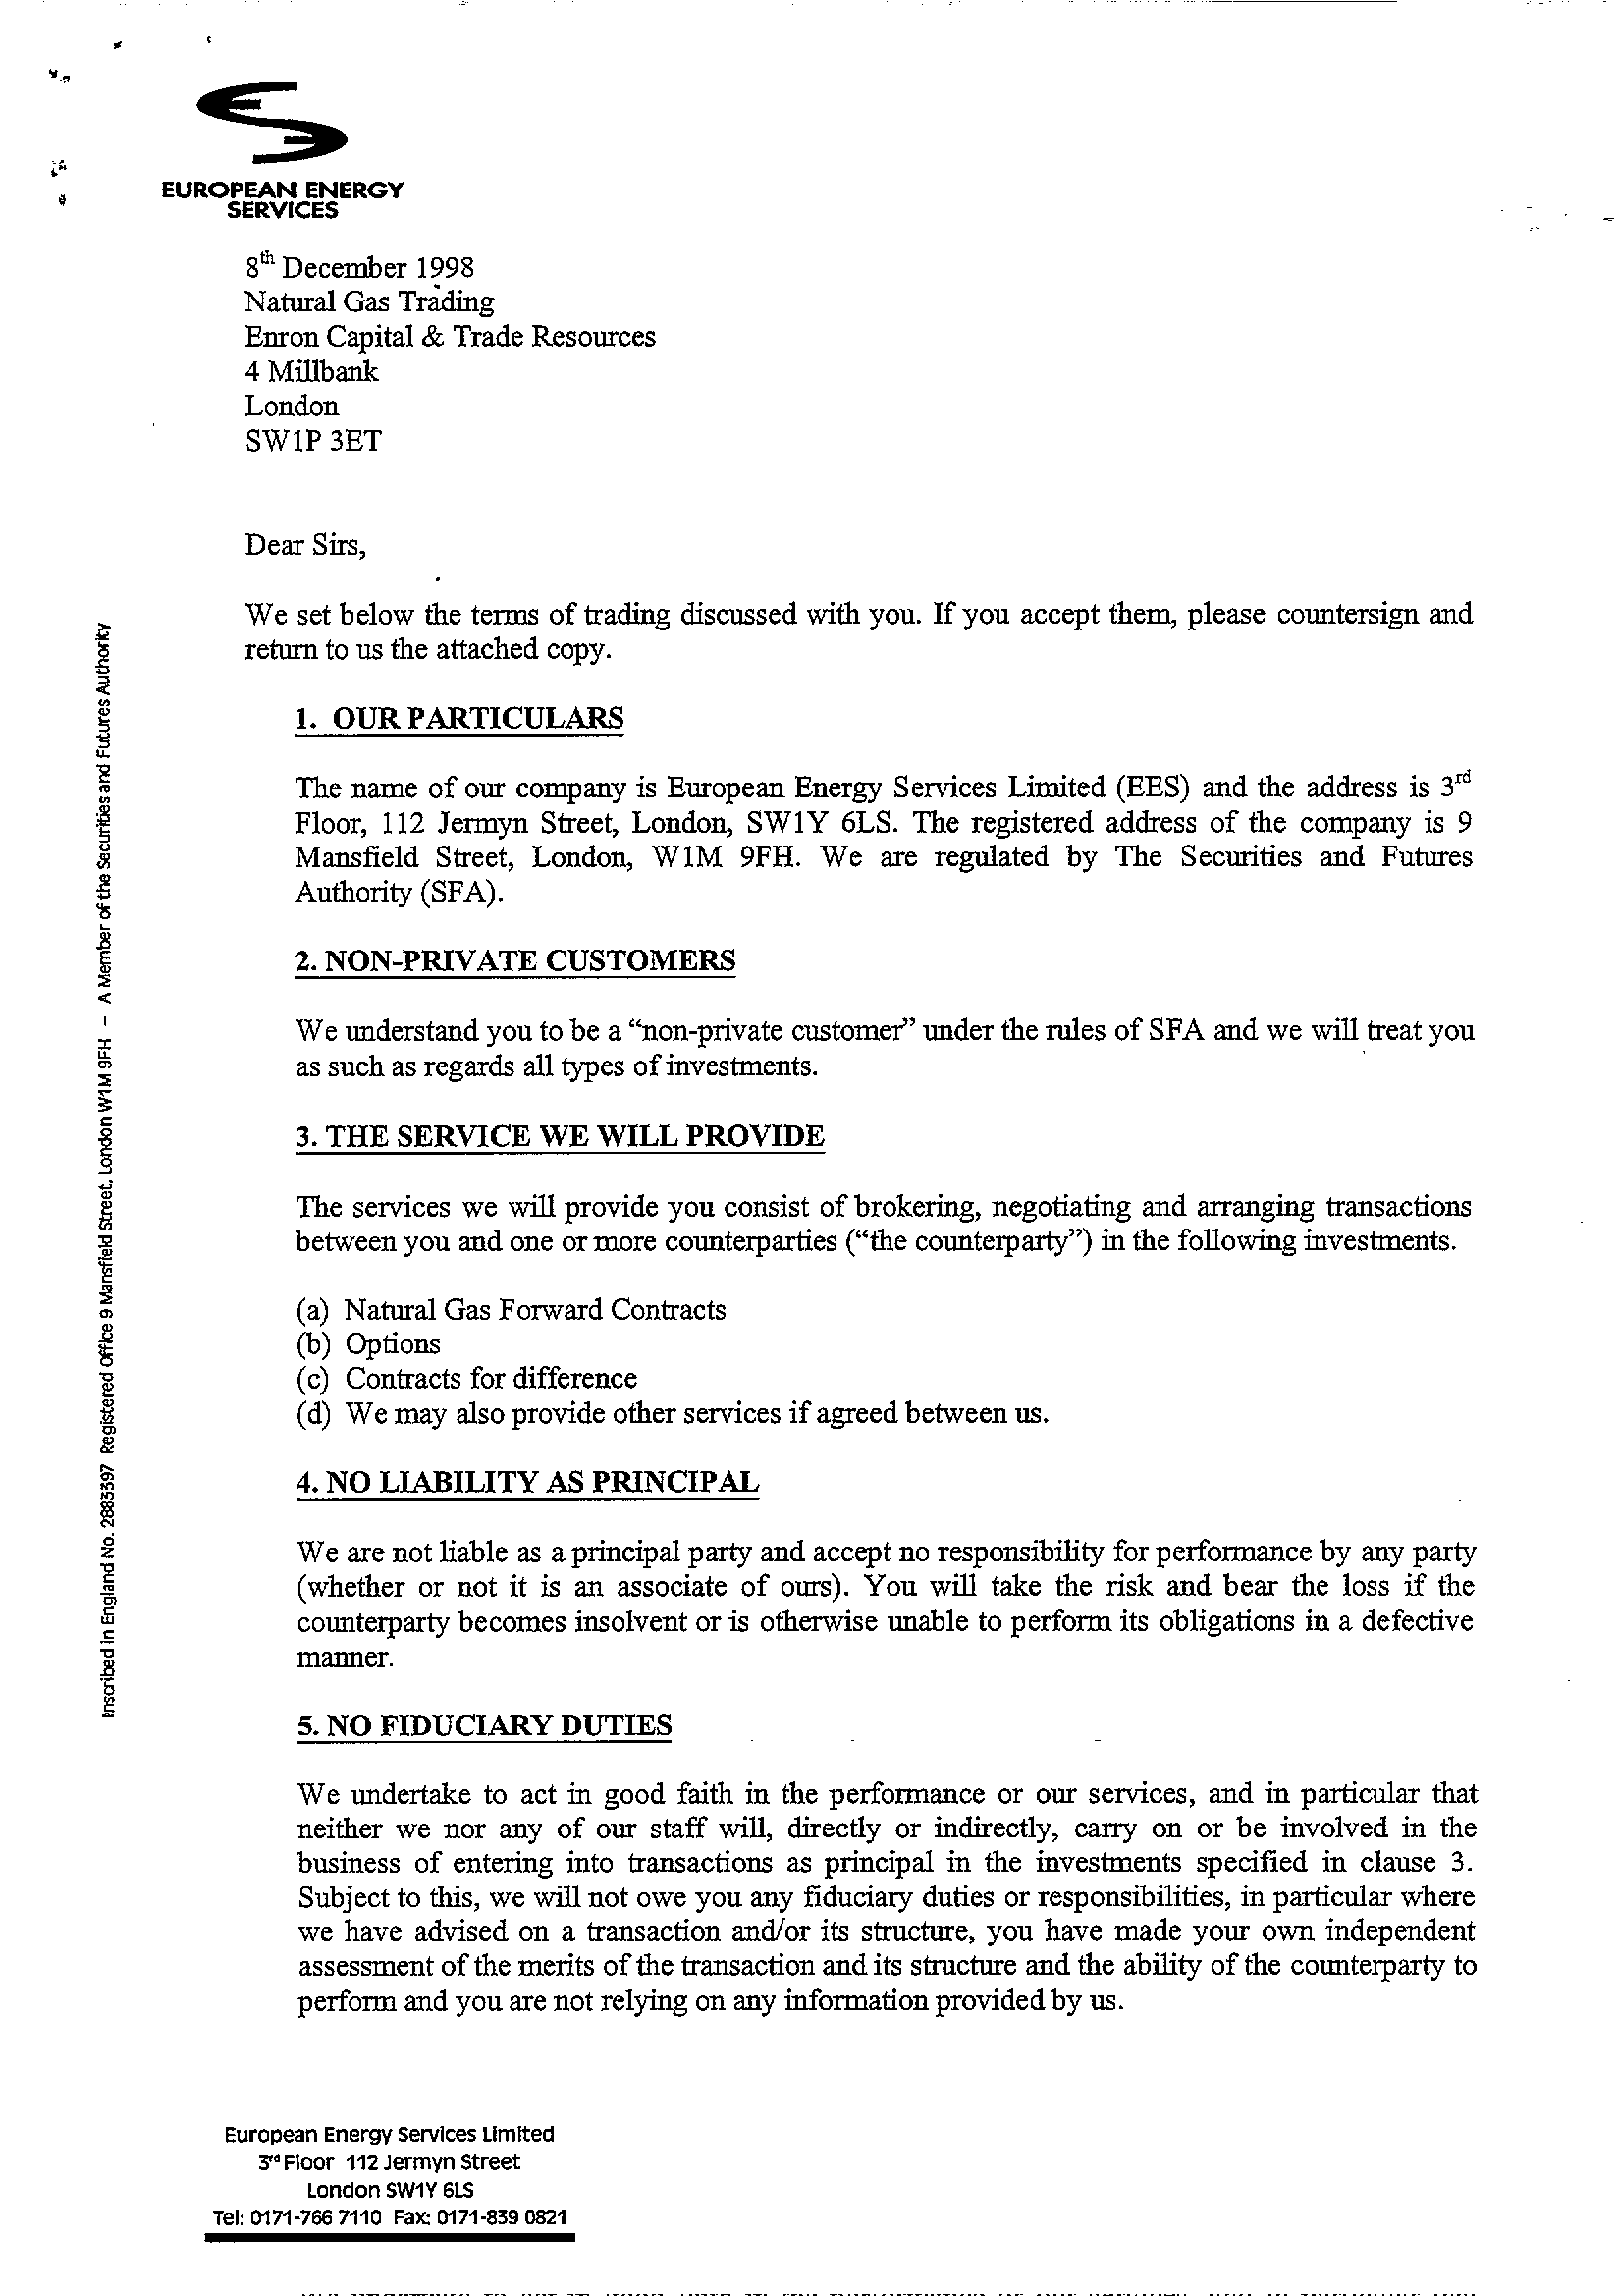 EUROPEAN ENERGY
SERVICES
8th December 1998
Natural Gas Trading
Enron Capital & Trade Resources
4 Millbank
London
SW1P 3ET
Dear Sirs,
We set below the terms of trading discussed with you. If you accept them, please countersign and
return to us the attached copy.
1. OUR PARTICULARS
The name of our company is European Energy Services Limited (EES) and the address is 3rd
Floor, 112 Jermyn Street, London, SW1Y 6LS. The registered address of the company is 9
Mansfield Street, London, W1M 9FH. We are regulated by The Securities and Futures
Authority (SFA).
2. NON-PRIVATE CUSTOMERS
We understand you to be a “non-private customer” under the rules of SFA and we will treat you
as such as regards all types of investments.
3. THE SERVICE WE WILL PROVIDE
The services we will provide you consist of brokering, negotiating and arranging transactions
between you and one or more counterparties (“the counterparty”) in the following investments.
(a) Natural Gas Forward Contracts
(b) Options
(c) Contracts for difference
(d) We may also provide other services if agreed between us.
4. NO LIABILITY AS PRINCIPAL
We are not liable as a principal party and accept no responsibility for performance by any party
(whether or not it is an associate of ours). You will take the risk and bear the loss if the
counterparty becomes insolvent or is otherwise unable to perform its obligations in a defective
manner.
5. NO FIDUCIARY DUTIES
We undertake to act in good faith in the performance or our services, and in particular that
neither we nor any of our staff will, directly or indirectly, carry on or be involved in the
business of entering into transactions as principal in the investments specified in clause 3.
Subject to this, we will not owe you any fiduciary duties or responsibilities, in particular where
we have advised on a transaction and/or its structure, you have made your own independent
assessment of the merits of the transaction and its structure and the ability of the counterparty to
perform and you are not relying on any information provided by us.
Inscribed in England No. 2883397 Registered Office 9 Mansfield Street, London W1M 9FH – A Member of the Securities and Futures Authority
European Energy Services Limited
3rd Floor 112 Jermyn Street
London SW1Y 6LS
Tel: 0171-766 7110 Fax: 0171-839 0821